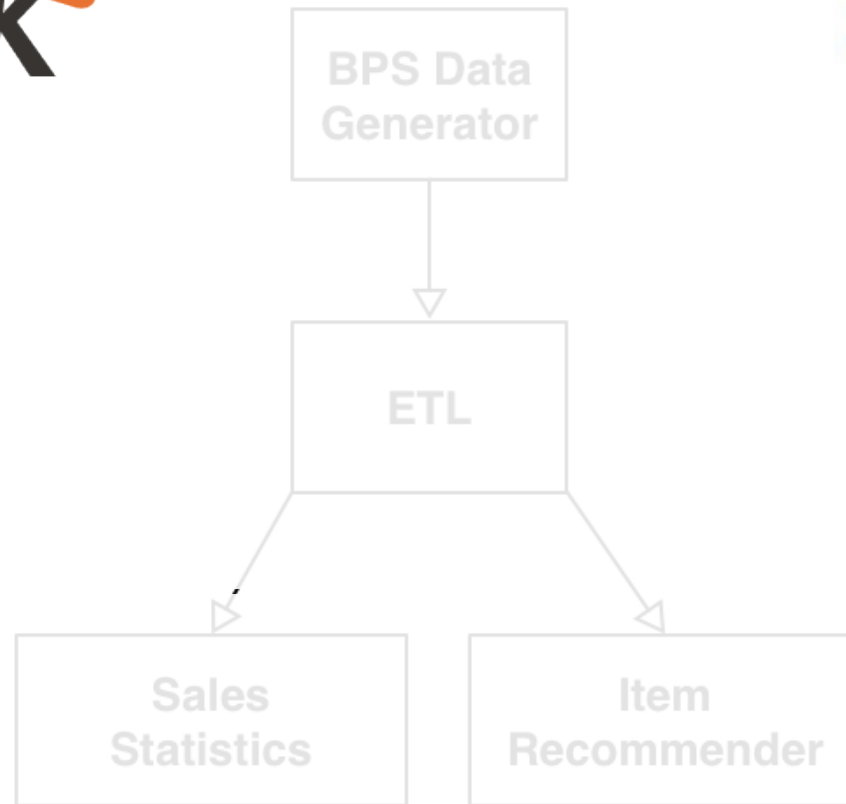 k
BPS Data
Generator
ETL
Sales
Statistics
Item
Recommender